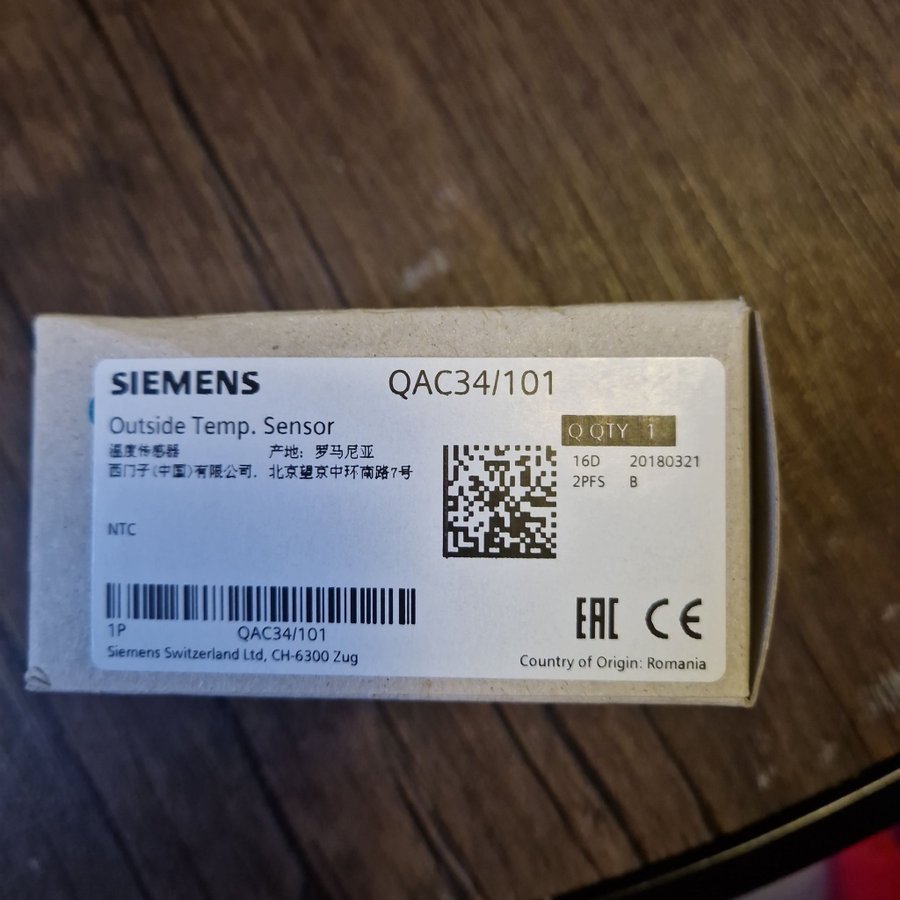 SIEMENS QAC34/101
Outside Temp. Sensor
Q QTY 1
温度传感器 产地: 罗马尼亚
16D 20180321
西门子(中国)有限公司. 北京望京中环南路7号
2PFS B
NTC
1P QAC34/101
EAC CE
Siemens Switzerland Ltd, CH-6300 Zug
Country of Origin: Romania